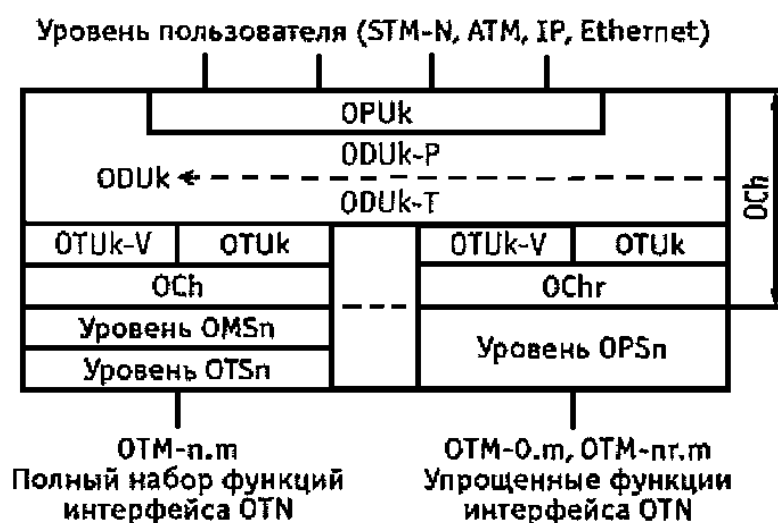 Уровень пользователя (STM-N, ATM, IP, Ethernet)
OPUk
ODUk-P
ODUk
ODUk-T
OCh
OTUk-V OTUk OTUk-V OTUk
OCh OChr
Уровень OMSn
Уровень OPSn
Уровень OTSn
OTM-n.m
Полный набор функций
интерфейса OTN
OTM-0.m, OTM-nr.m
Упрощенные функции
интерфейса OTN